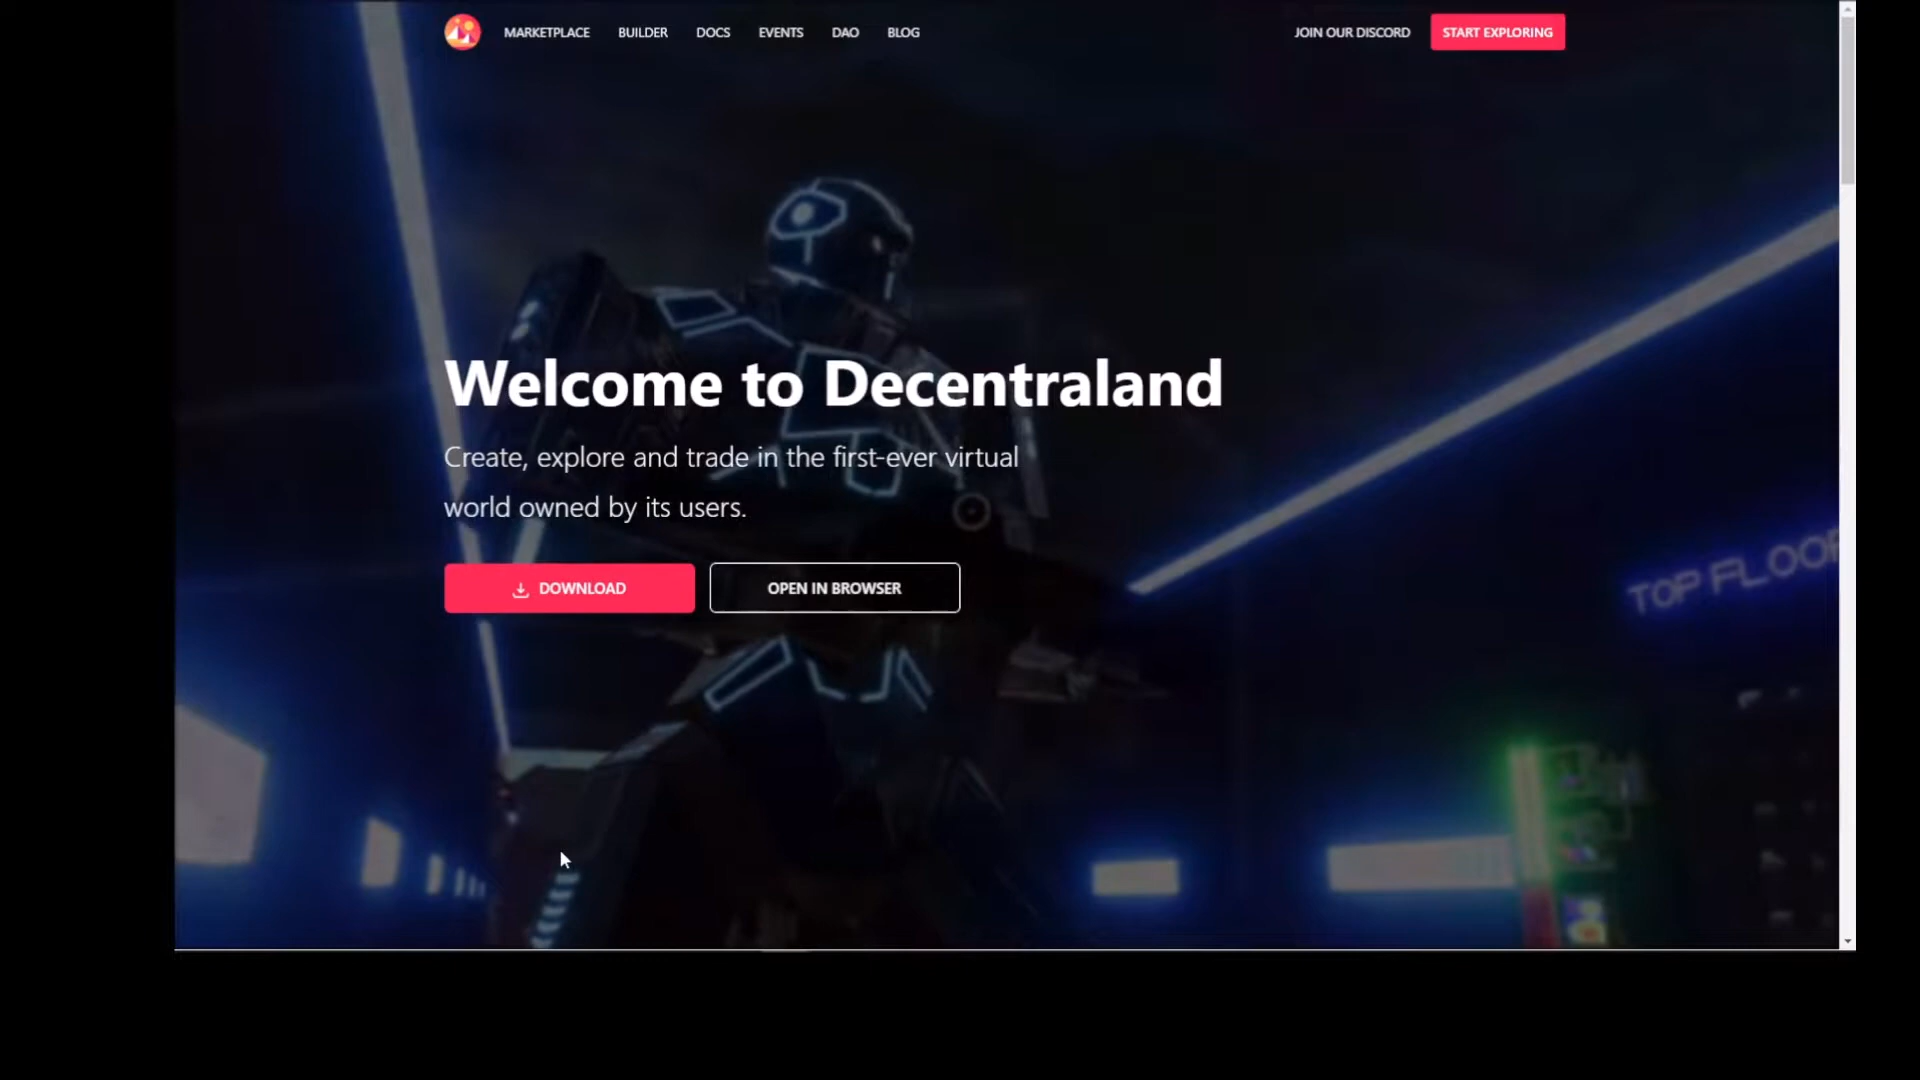 MARKETPLACE BUILDER DOCS EVENTS DAO BLOG JOIN OUR DISCORD START EXPLORING
Welcome to Decentraland
Create, explore and trade in the first-ever virtual
world owned by its users.
DOWNLOAD OPEN IN BROWSER
TOP FLOOR